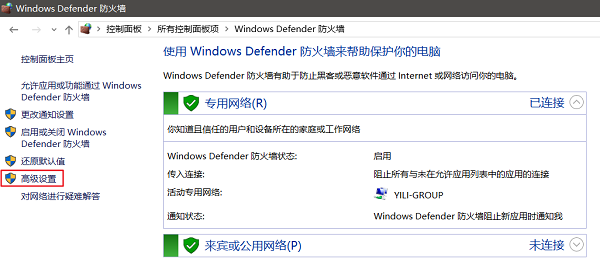 Windows Defender 防火墙
控制面板 › 所有控制面板项 › Windows Defender 防火墙
控制面板主页
允许应用或功能通过 Windows
Defender 防火墙
更改通知设置
启用或关闭 Windows
Defender 防火墙
还原默认值
高级设置
对网络进行疑难解答
使用 Windows Defender 防火墙来帮助保护你的电脑
Windows Defender 防火墙有助于防止黑客或恶意软件通过 Internet 或网络访问你的电脑。
专用网络(R) 已连接
你知道且信任的用户和设备所在的家庭或工作网络
Windows Defender 防火墙状态: 启用
传入连接: 阻止所有与未在允许应用列表中的应用的连接
活动专用网络: YILI-GROUP
通知状态: Windows Defender 防火墙阻止新应用时通知我
来宾或公用网络(P) 未连接